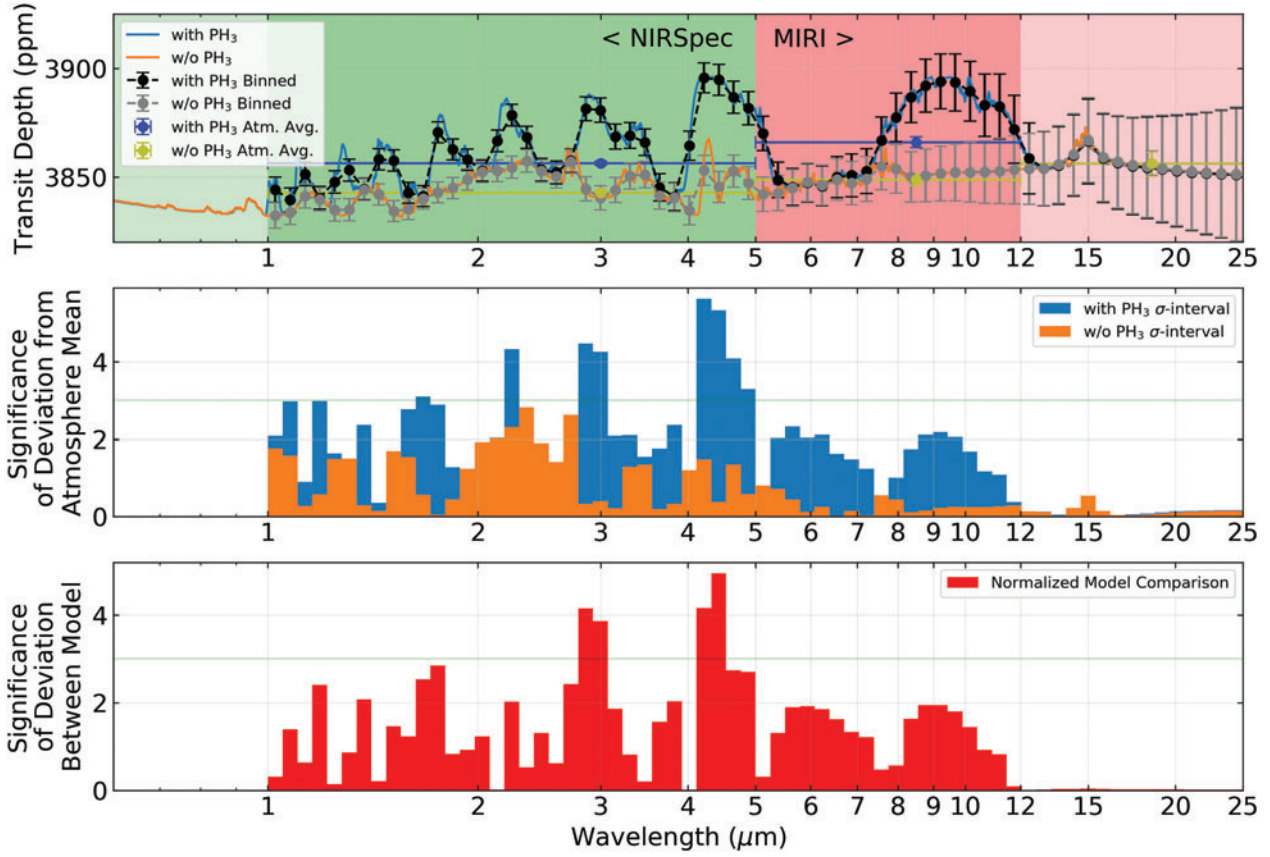 Transit Depth (ppm)
3900
3850
with PH₃
w/o PH₃
with PH₃ Binned
w/o PH₃ Binned
with PH₃ Atm. Avg.
w/o PH₃ Atm. Avg.
< NIRSpec
MIRI >
1 2 3 4 5 6 7 8 9 10 12 15 20 25
Significance
of Deviation from
Atmosphere Mean
4
2
0
with PH₃ σ-interval
w/o PH₃ σ-interval
1 2 3 4 5 6 7 8 9 10 12 15 20 25
Significance
of Deviation
Between Model
4
2
0
Normalized Model Comparison
1 2 3 4 5 6 7 8 9 10 12 15 20 25
Wavelength (μm)